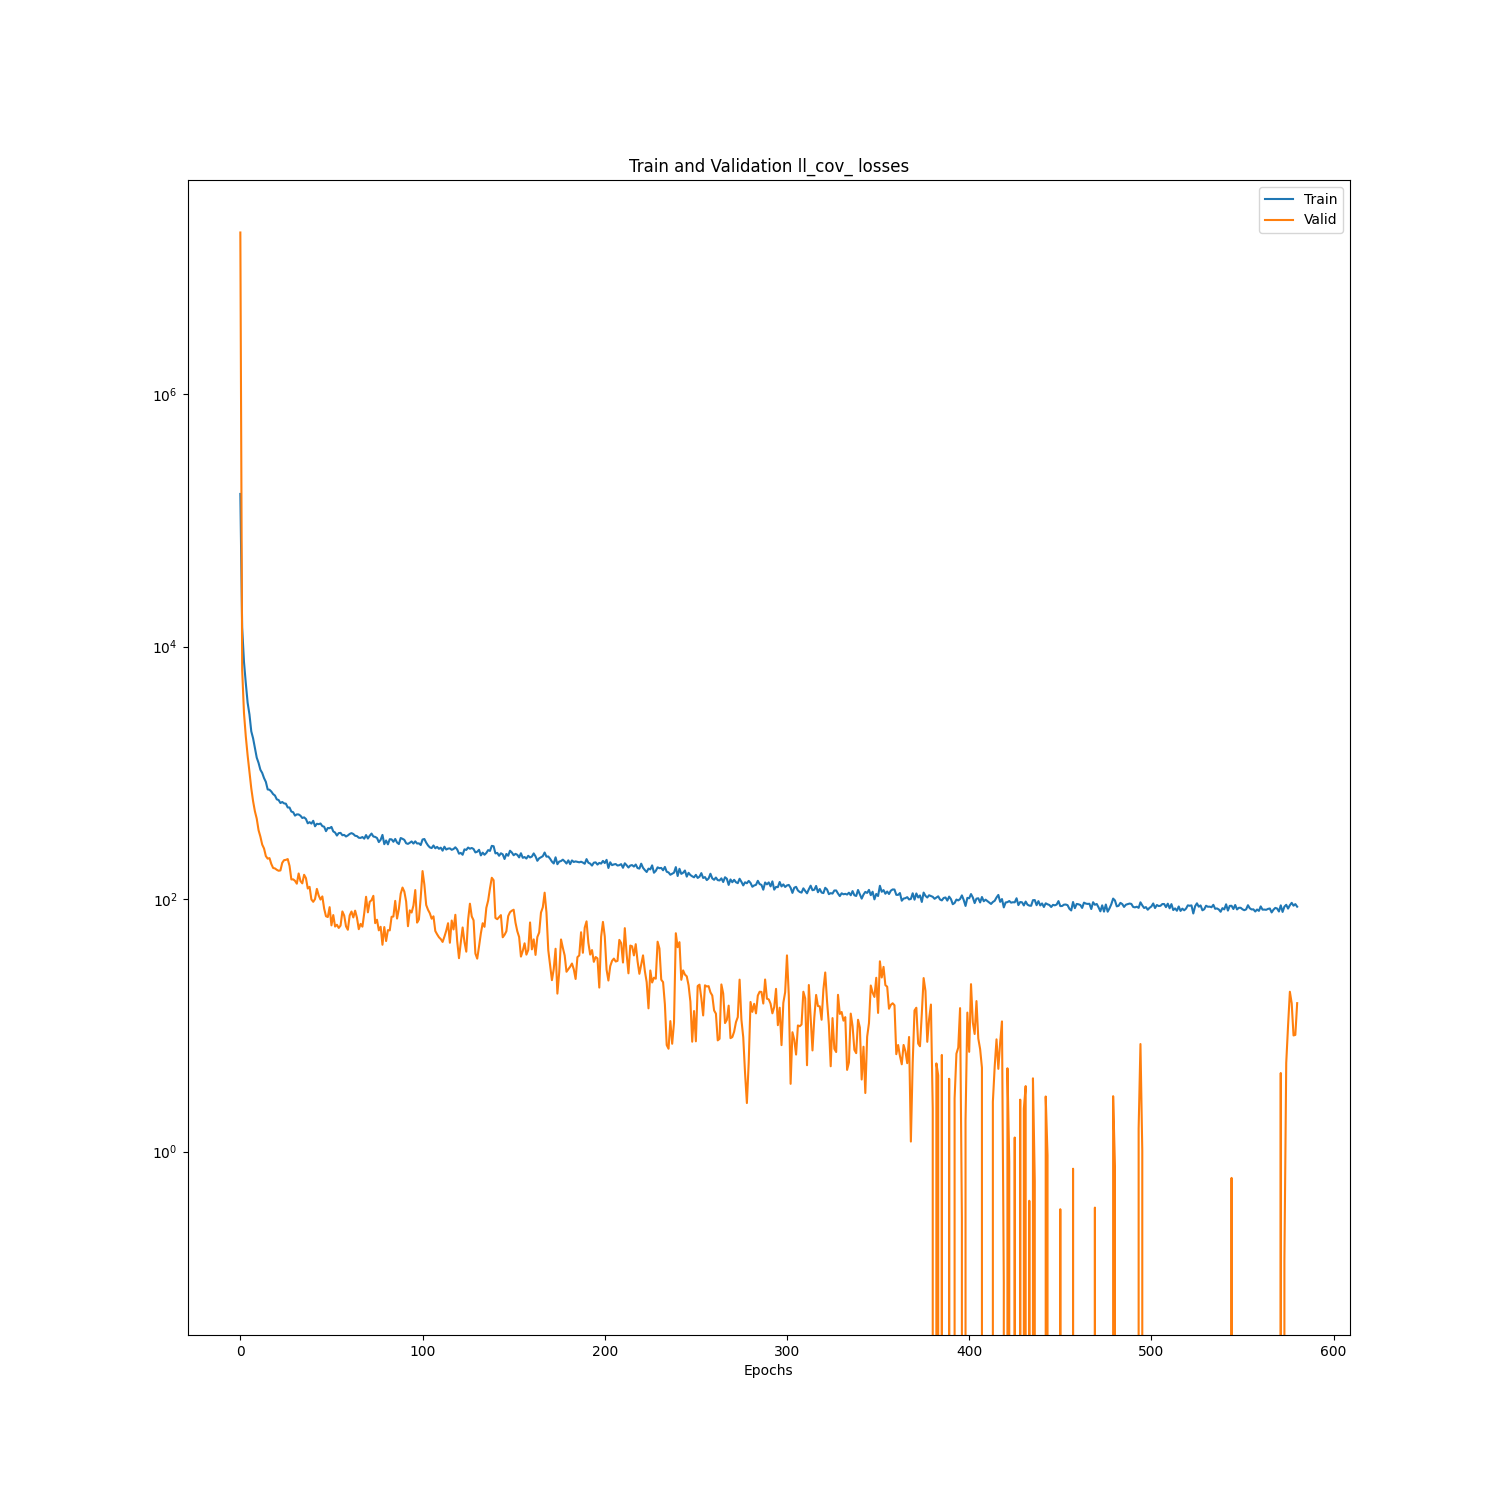 Train and Validation ll_cov_ losses
Train
Valid
10^6
10^4
10^2
10^0
0 100 200 300 400 500 600
Epochs